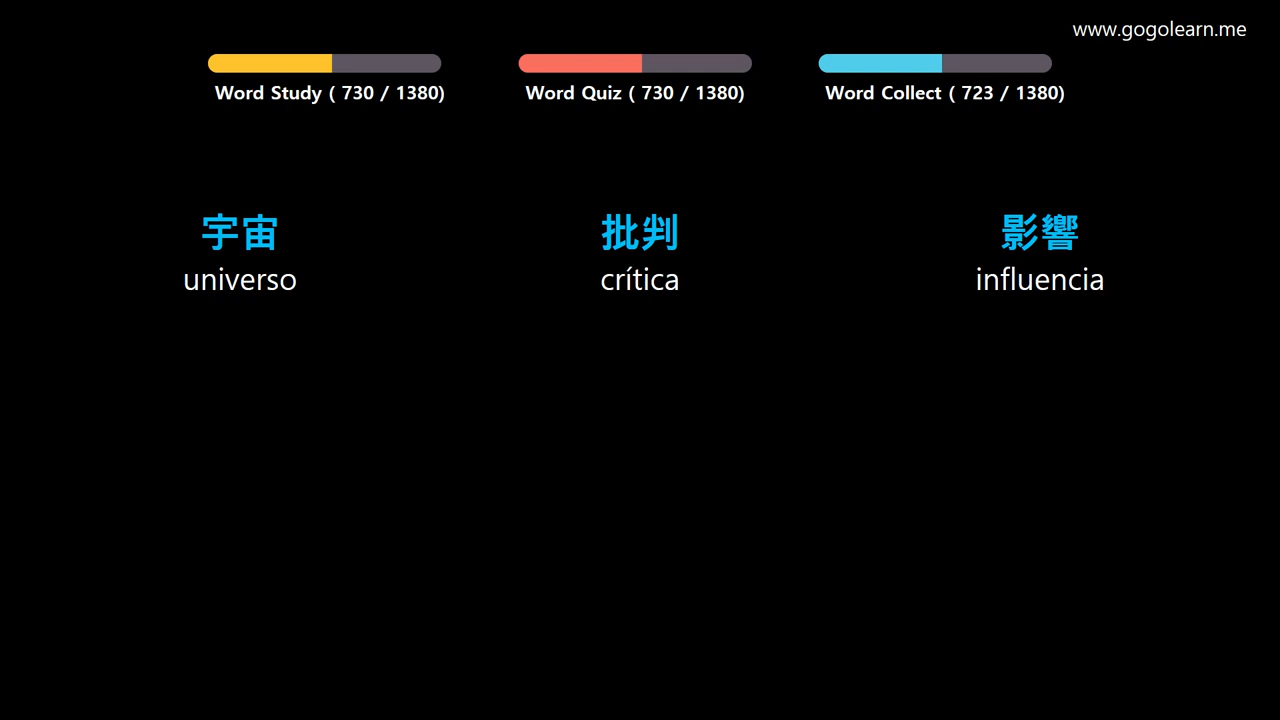 www.gogolearn.me
Word Study ( 730 / 1380)
Word Quiz ( 730 / 1380)
Word Collect ( 723 / 1380)
宇宙
universo
批判
crítica
影響
influencia